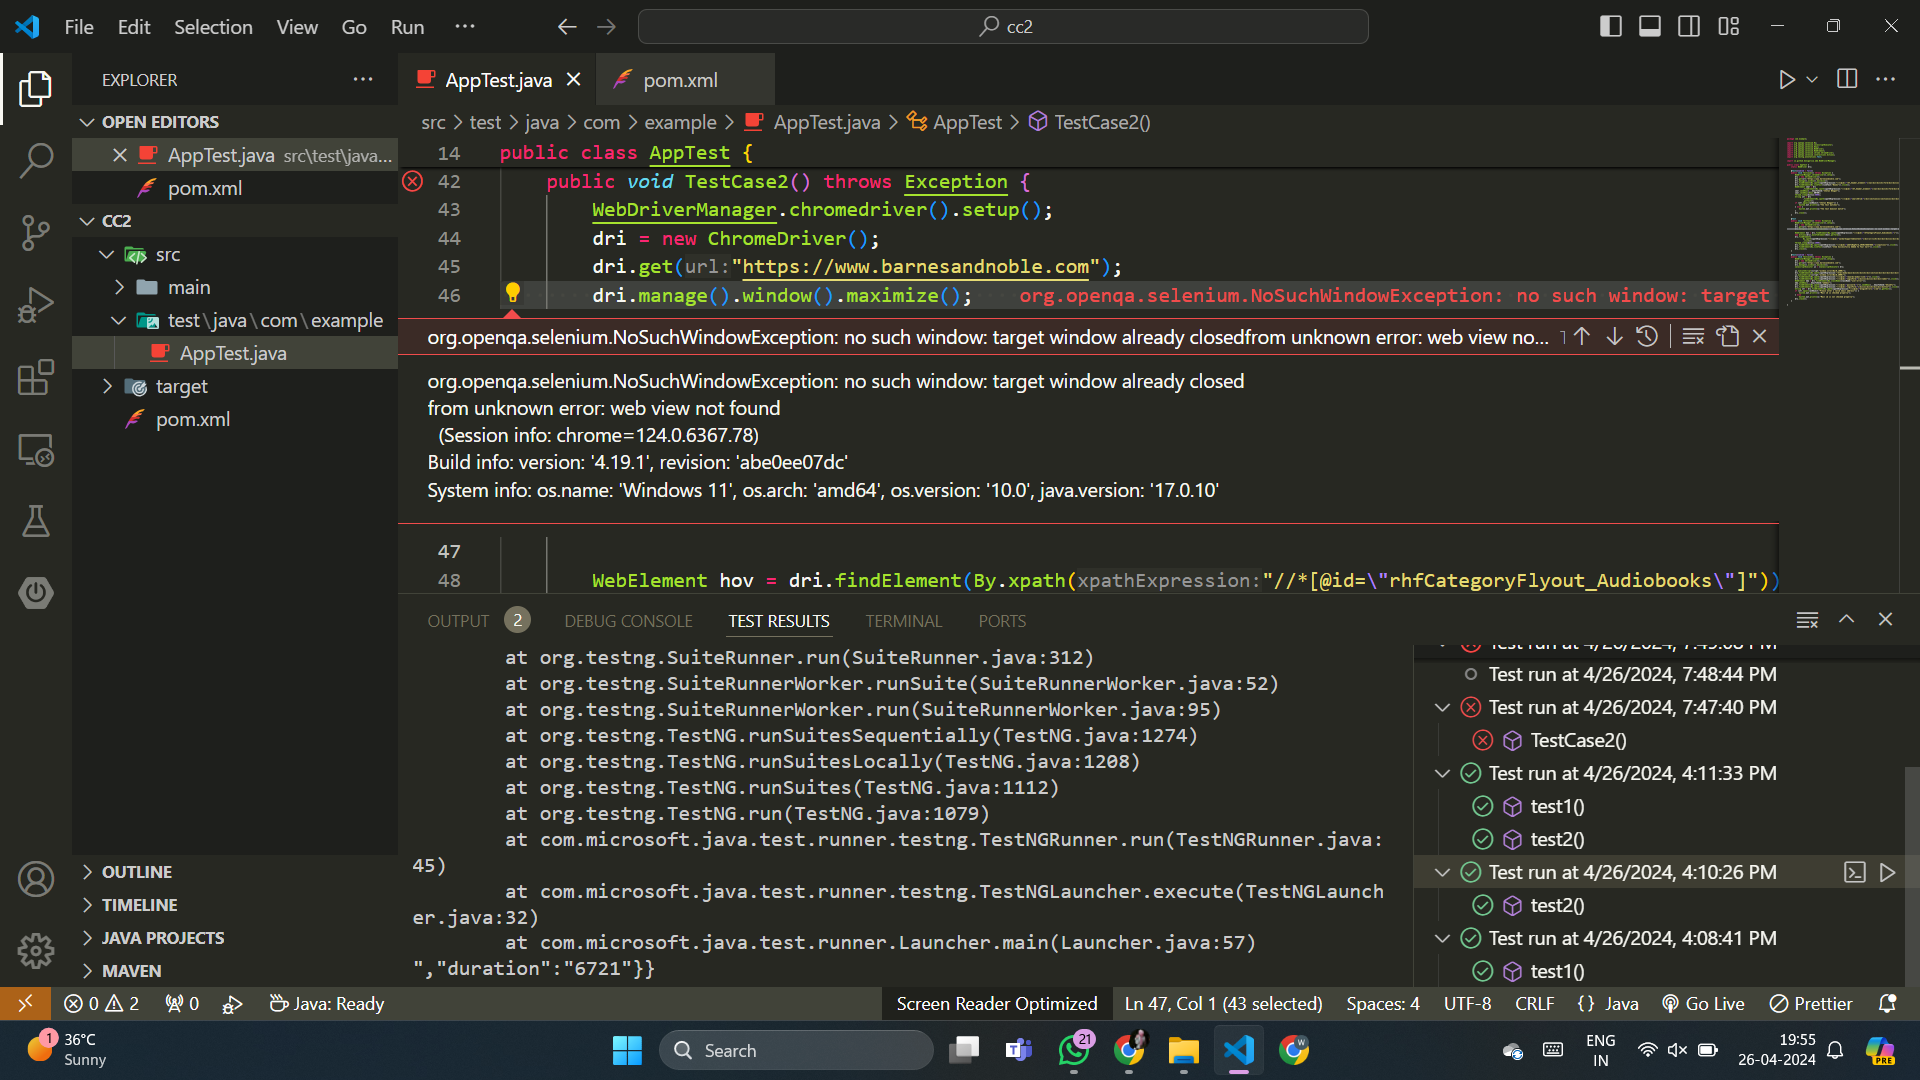 File Edit Selection View Go Run ··· cc2
EXPLORER ···
OPEN EDITORS
AppTest.java src\test\java...
pom.xml
CC2
src
main
test\java\com\example
AppTest.java
target
pom.xml
OUTLINE
TIMELINE
JAVA PROJECTS
MAVEN
AppTest.java pom.xml
src > test > java > com > example > AppTest.java > AppTest > TestCase2()
14 public class AppTest {
42 public void TestCase2() throws Exception {
43 WebDriverManager.chromedriver().setup();
44 dri = new ChromeDriver();
45 dri.get(url:"https://www.barnesandnoble.com");
46 dri.manage().window().maximize(); org.openqa.selenium.NoSuchWindowException: no such window: target
org.openqa.selenium.NoSuchWindowException: no such window: target window already closedfrom unknown error: web view no...
org.openqa.selenium.NoSuchWindowException: no such window: target window already closed
from unknown error: web view not found
(Session info: chrome=124.0.6367.78)
Build info: version: '4.19.1', revision: 'abe0ee07dc'
System info: os.name: 'Windows 11', os.arch: 'amd64', os.version: '10.0', java.version: '17.0.10'
47
48 WebElement hov = dri.findElement(By.xpath(xpathExpression:"//*[@id=\"rhfCategoryFlyout_Audiobooks\"]"))
OUTPUT 2 DEBUG CONSOLE TEST RESULTS TERMINAL PORTS
at org.testng.SuiteRunner.run(SuiteRunner.java:312)
at org.testng.SuiteRunnerWorker.runSuite(SuiteRunnerWorker.java:52)
at org.testng.SuiteRunnerWorker.run(SuiteRunnerWorker.java:95)
at org.testng.TestNG.runSuitesSequentially(TestNG.java:1274)
at org.testng.TestNG.runSuitesLocally(TestNG.java:1208)
at org.testng.TestNG.runSuites(TestNG.java:1112)
at org.testng.TestNG.run(TestNG.java:1079)
at com.microsoft.java.test.runner.testng.TestNGRunner.run(TestNGRunner.java:
45)
at com.microsoft.java.test.runner.testng.TestNGLauncher.execute(TestNGLaunch
er.java:32)
at com.microsoft.java.test.runner.Launcher.main(Launcher.java:57)
","duration":"6721"}}
Test run at 4/26/2024, 7:48:44 PM
Test run at 4/26/2024, 7:47:40 PM
TestCase2()
Test run at 4/26/2024, 4:11:33 PM
test1()
test2()
Test run at 4/26/2024, 4:10:26 PM
test2()
Test run at 4/26/2024, 4:08:41 PM
test1()
0 2 0 Java: Ready Screen Reader Optimized Ln 47, Col 1 (43 selected) Spaces: 4 UTF-8 CRLF {} Java Go Live Prettier
1 36°C
Sunny
Search
21
ENG
IN
19:55
26-04-2024
PRE